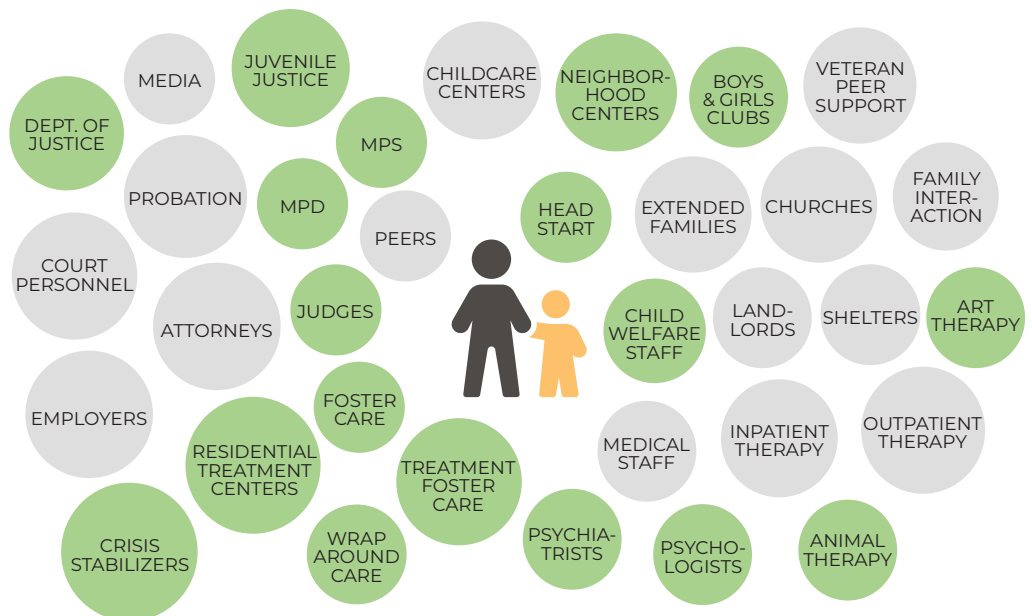 MEDIA
JUVENILE
JUSTICE
CHILDCARE
CENTERS
NEIGHBOR-
HOOD
CENTERS
BOYS
& GIRLS
CLUBS
VETERAN
PEER
SUPPORT
DEPT. OF
JUSTICE
MPS
PROBATION
MPD
PEERS
HEAD
START
EXTENDED
FAMILIES
CHURCHES
FAMILY
INTER-
ACTION
COURT
PERSONNEL
ATTORNEYS
JUDGES
CHILD
WELFARE
STAFF
LAND-
LORDS
SHELTERS
ART
THERAPY
EMPLOYERS
FOSTER
CARE
RESIDENTIAL
TREATMENT
CENTERS
TREATMENT
FOSTER
CARE
MEDICAL
STAFF
INPATIENT
THERAPY
OUTPATIENT
THERAPY
CRISIS
STABILIZERS
WRAP
AROUND
CARE
PSYCHIA-
TRISTS
PSYCHO-
LOGISTS
ANIMAL
THERAPY